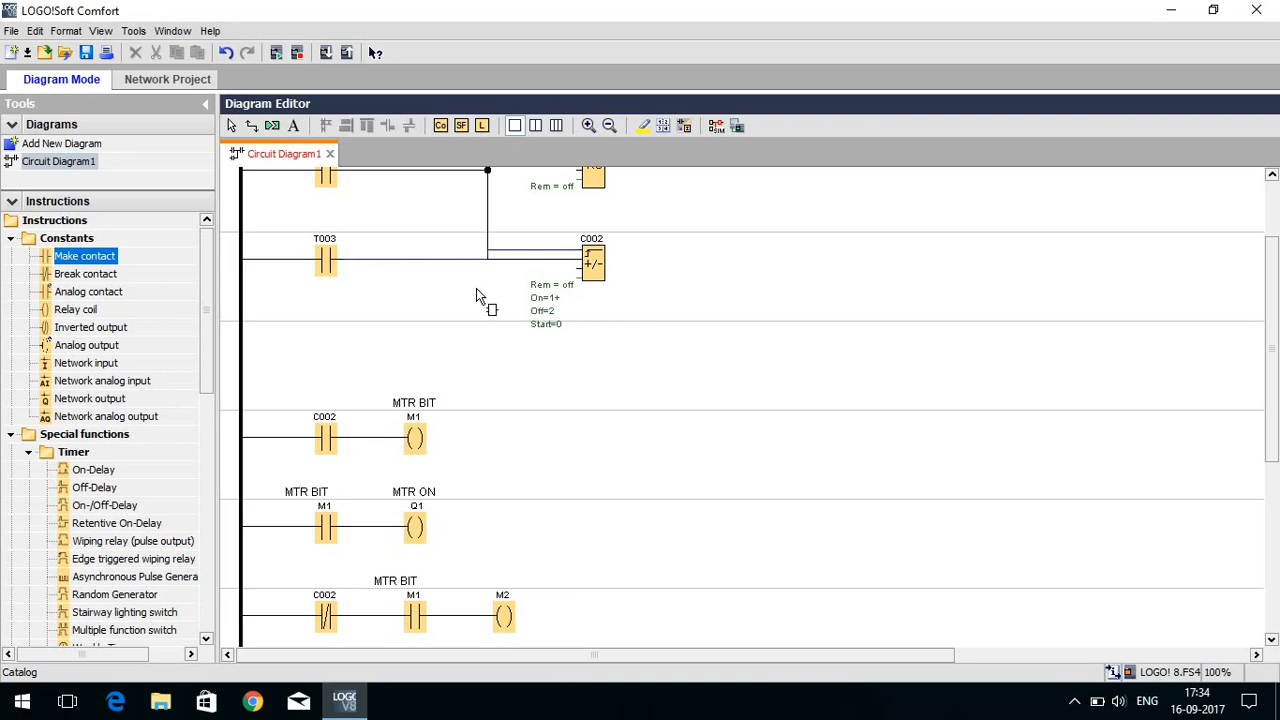 LOGO!Soft Comfort
File Edit Format View Tools Window Help
Diagram Mode Network Project
Tools
Diagram Editor
Diagrams
Add New Diagram
Circuit Diagram1
Co SF L
Circuit Diagram1
Instructions
Instructions
Constants
Make contact
Break contact
Analog contact
Relay coil
Inverted output
Analog output
Network input
Network analog input
Network output
Network analog output
Special functions
Timer
On-Delay
Off-Delay
On-/Off-Delay
Retentive On-Delay
Wiping relay (pulse output)
Edge triggered wiping relay
Asynchronous Pulse Genera
Random Generator
Stairway lighting switch
Multiple function switch
Rem = off
T003
C002
+/-
Rem = off
On=1+
Off=2
Start=0
MTR BIT
C002 M1
MTR BIT MTR ON
M1 Q1
MTR BIT
C002 M1 M2
Catalog
LOGO! 8.FS4 100%
ENG
17:34
16-09-2017